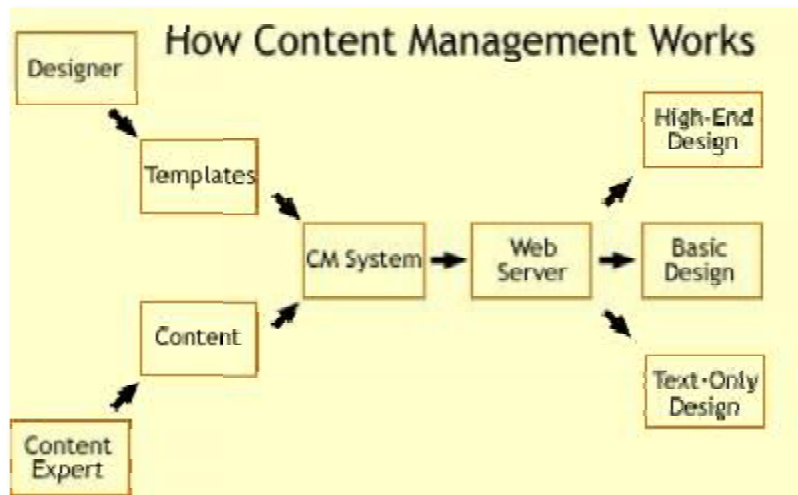 How Content Management Works
Designer
Templates
Content
Content
Expert
CM System
Web
Server
High-End
Design
Basic
Design
Text-Only
Design